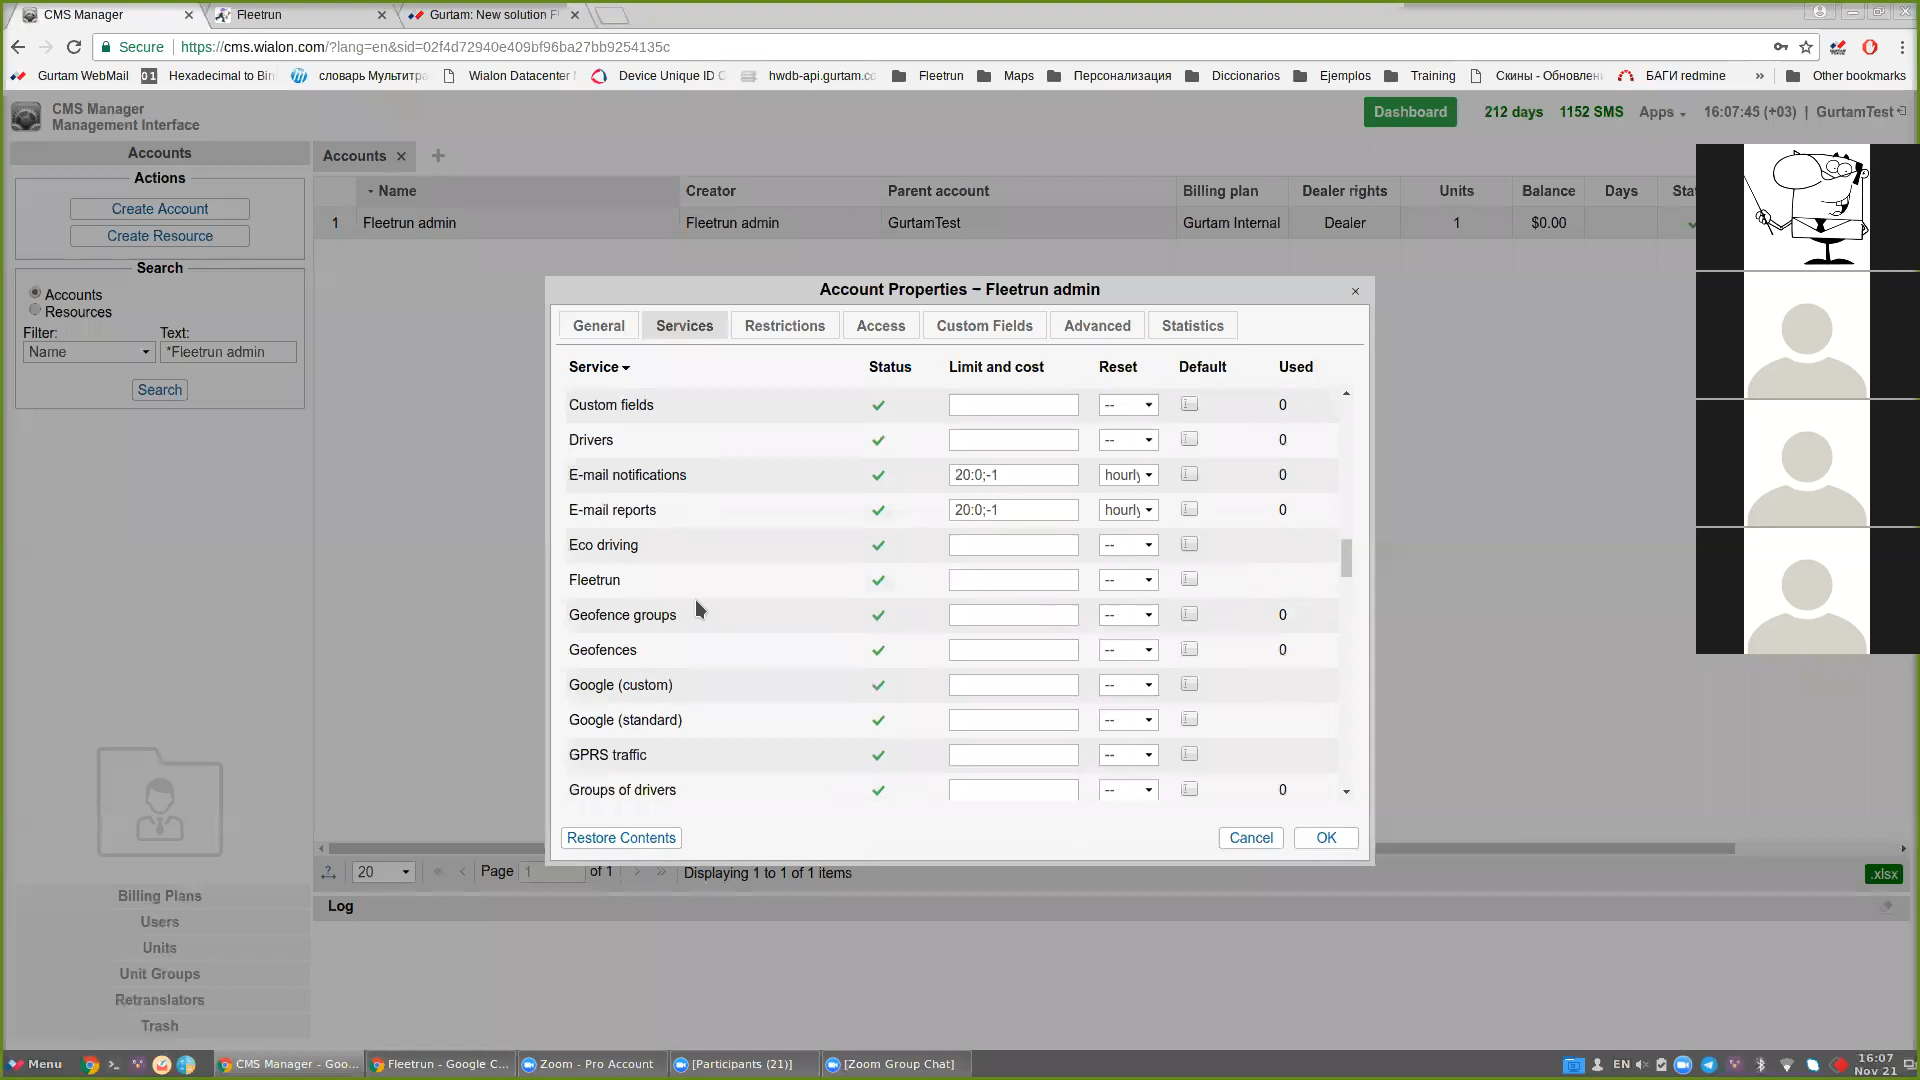 CMS Manager
Fleetrun
Gurtam: New solution F
Secure
https://cms.wialon.com/?lang=en&sid=02f4d72940e409bf96ba27bb9254135c
Gurtam WebMail
01 Hexadecimal to Bin
словарь Мультитра
Wialon Datacenter
Device Unique ID C
hwdb-api.gurtam.co
Fleetrun
Maps
Персонализация
Diccionarios
Ejemplos
Training
Скины - Обновлен
БАГИ redmine
»
Other bookmarks
CMS Manager
Management Interface
Dashboard
212 days
1152 SMS
Apps
16:07:45 (+03) | GurtamTest
Accounts
Actions
Create Account
Create Resource
Search
Accounts
Resources
Filter: Text:
Name *Fleetrun admin
Search
Accounts
Name Creator Parent account Billing plan Dealer rights Units Balance Days Stat
1 Fleetrun admin Fleetrun admin GurtamTest Gurtam Internal Dealer 1 $0.00
Account Properties – Fleetrun admin
General Services Restrictions Access Custom Fields Advanced Statistics
Service Status Limit and cost Reset Default Used
Custom fields -- 0
Drivers -- 0
E-mail notifications 20:0;-1 hourly 0
E-mail reports 20:0;-1 hourly 0
Eco driving --
Fleetrun --
Geofence groups -- 0
Geofences -- 0
Google (custom) --
Google (standard) --
GPRS traffic --
Groups of drivers -- 0
Restore Contents Cancel OK
20 Page 1 of 1 Displaying 1 to 1 of 1 items .xlsx
Log
Billing Plans
Users
Units
Unit Groups
Retranslators
Trash
Menu
CMS Manager - Goo...
Fleetrun - Google C...
Zoom - Pro Account
[Participants (21)]
[Zoom Group Chat]
EN
16:07
Nov 21